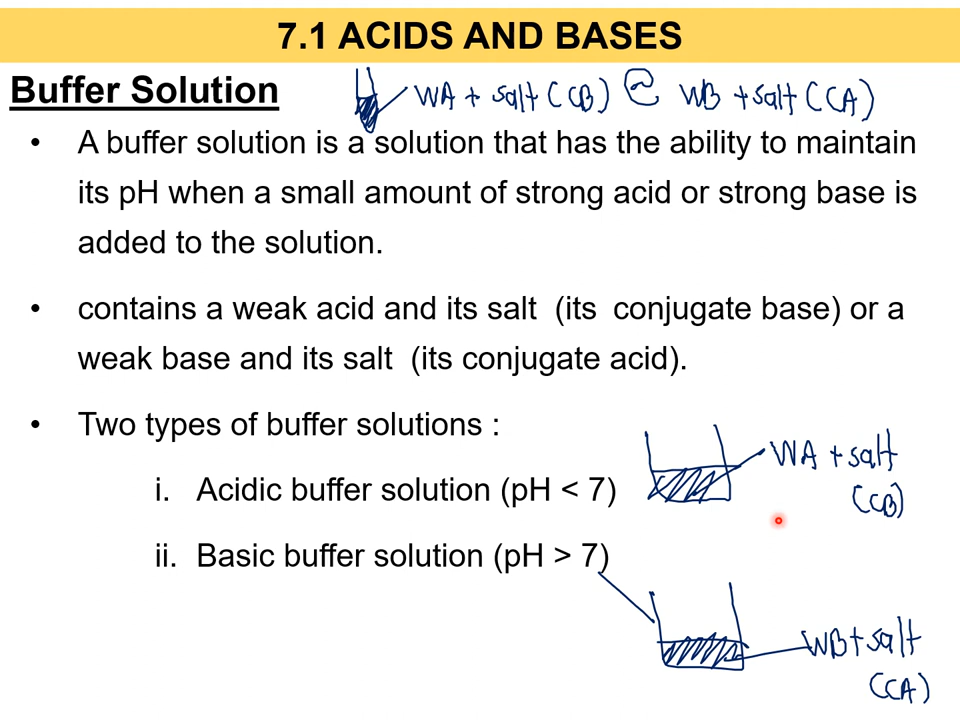 7.1 ACIDS AND BASES
Buffer Solution
WA + salt (CB) @ WB + salt (CA)
• A buffer solution is a solution that has the ability to maintain
its pH when a small amount of strong acid or strong base is
added to the solution.
• contains a weak acid and its salt (its conjugate base) or a
weak base and its salt (its conjugate acid).
• Two types of buffer solutions :
WA + salt
(CB)
i. Acidic buffer solution (pH < 7)
ii. Basic buffer solution (pH > 7)
WB + salt
(CA)